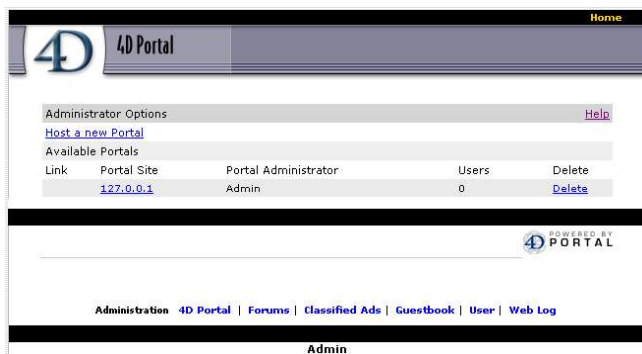 Home
4D 4D Portal
Administrator Options Help
Host a new Portal
Available Portals
Link Portal Site Portal Administrator Users Delete
127.0.0.1 Admin 0 Delete
4D POWERED BY
PORTAL
Administration 4D Portal | Forums | Classified Ads | Guestbook | User | Web Log
Admin